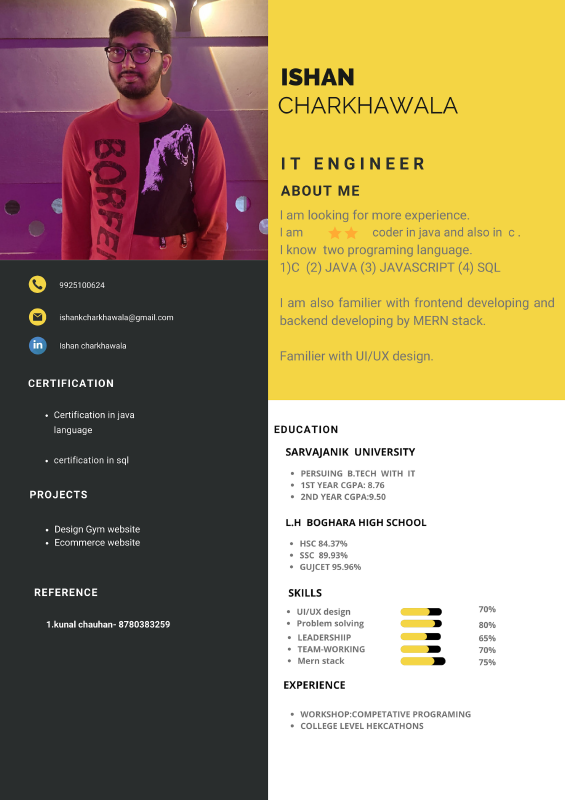 BORFEI
ISHAN
CHARKHAWALA
IT ENGINEER
ABOUT ME
I am looking for more experience.
I am ⭐⭐ coder in java and also in c .
I know two programing language.
1)C (2) JAVA (3) JAVASCRIPT (4) SQL
I am also familier with frontend developing and
backend developing by MERN stack.
Familier with UI/UX design.
9925100624
ishankcharkhawala@gmail.com
in Ishan charkhawala
CERTIFICATION
• Certification in java
language
• certification in sql
PROJECTS
• Design Gym website
• Ecommerce website
REFERENCE
1.kunal chauhan- 8780383259
EDUCATION
SARVAJANIK UNIVERSITY
• PERSUING B.TECH WITH IT
• 1ST YEAR CGPA: 8.76
• 2ND YEAR CGPA:9.50
L.H BOGHARA HIGH SCHOOL
• HSC 84.37%
• SSC 89.93%
• GUJCET 95.96%
SKILLS
• UI/UX design 70%
• Problem solving 80%
• LEADERSHIIP 65%
• TEAM-WORKING 70%
• Mern stack 75%
EXPERIENCE
• WORKSHOP:COMPETATIVE PROGRAMING
• COLLEGE LEVEL HEKCATHONS